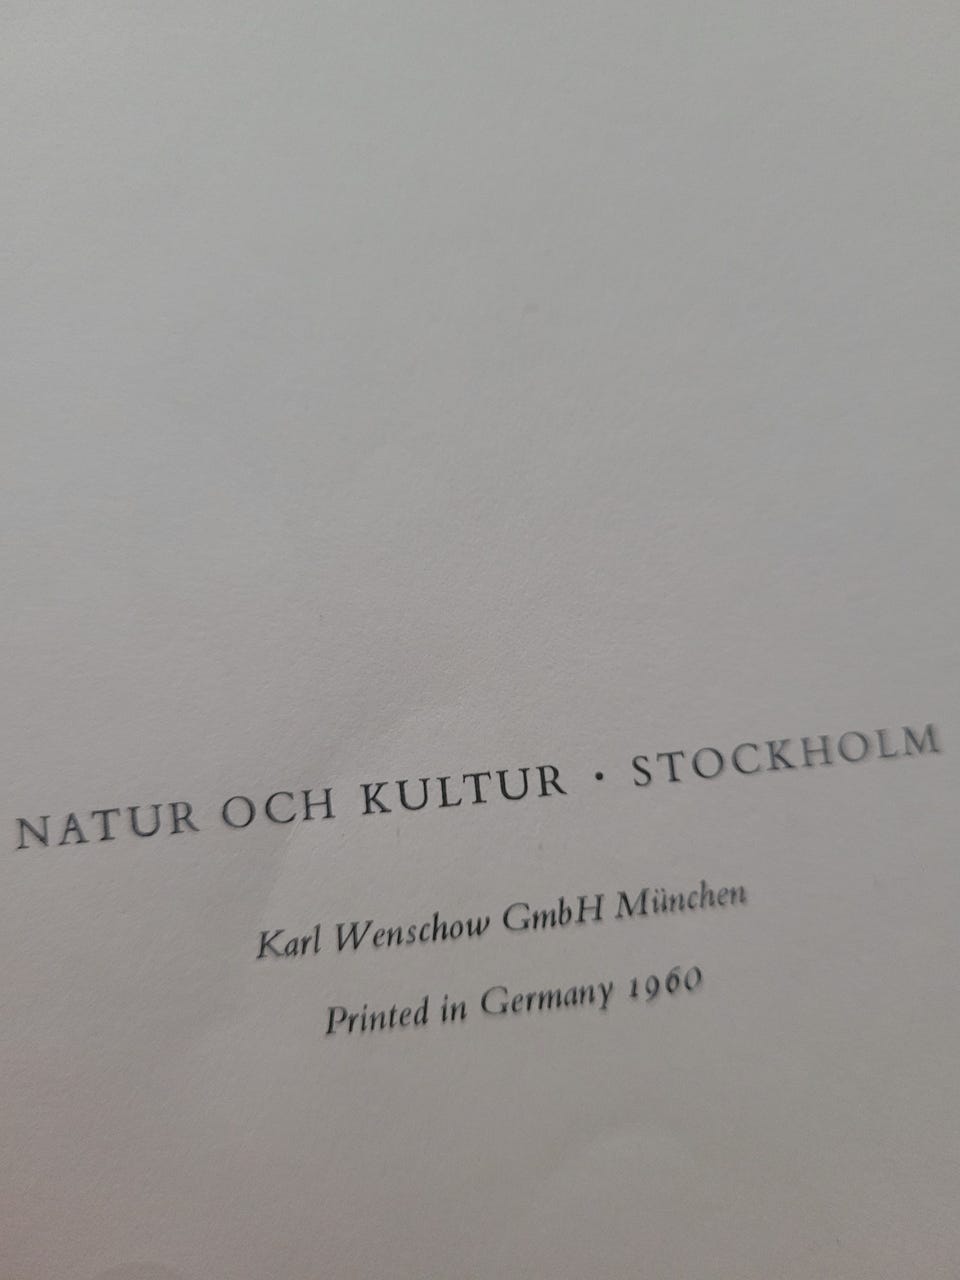 NATUR OCH KULTUR · STOCKHOLM
Karl Wenschow GmbH München
Printed in Germany 1960